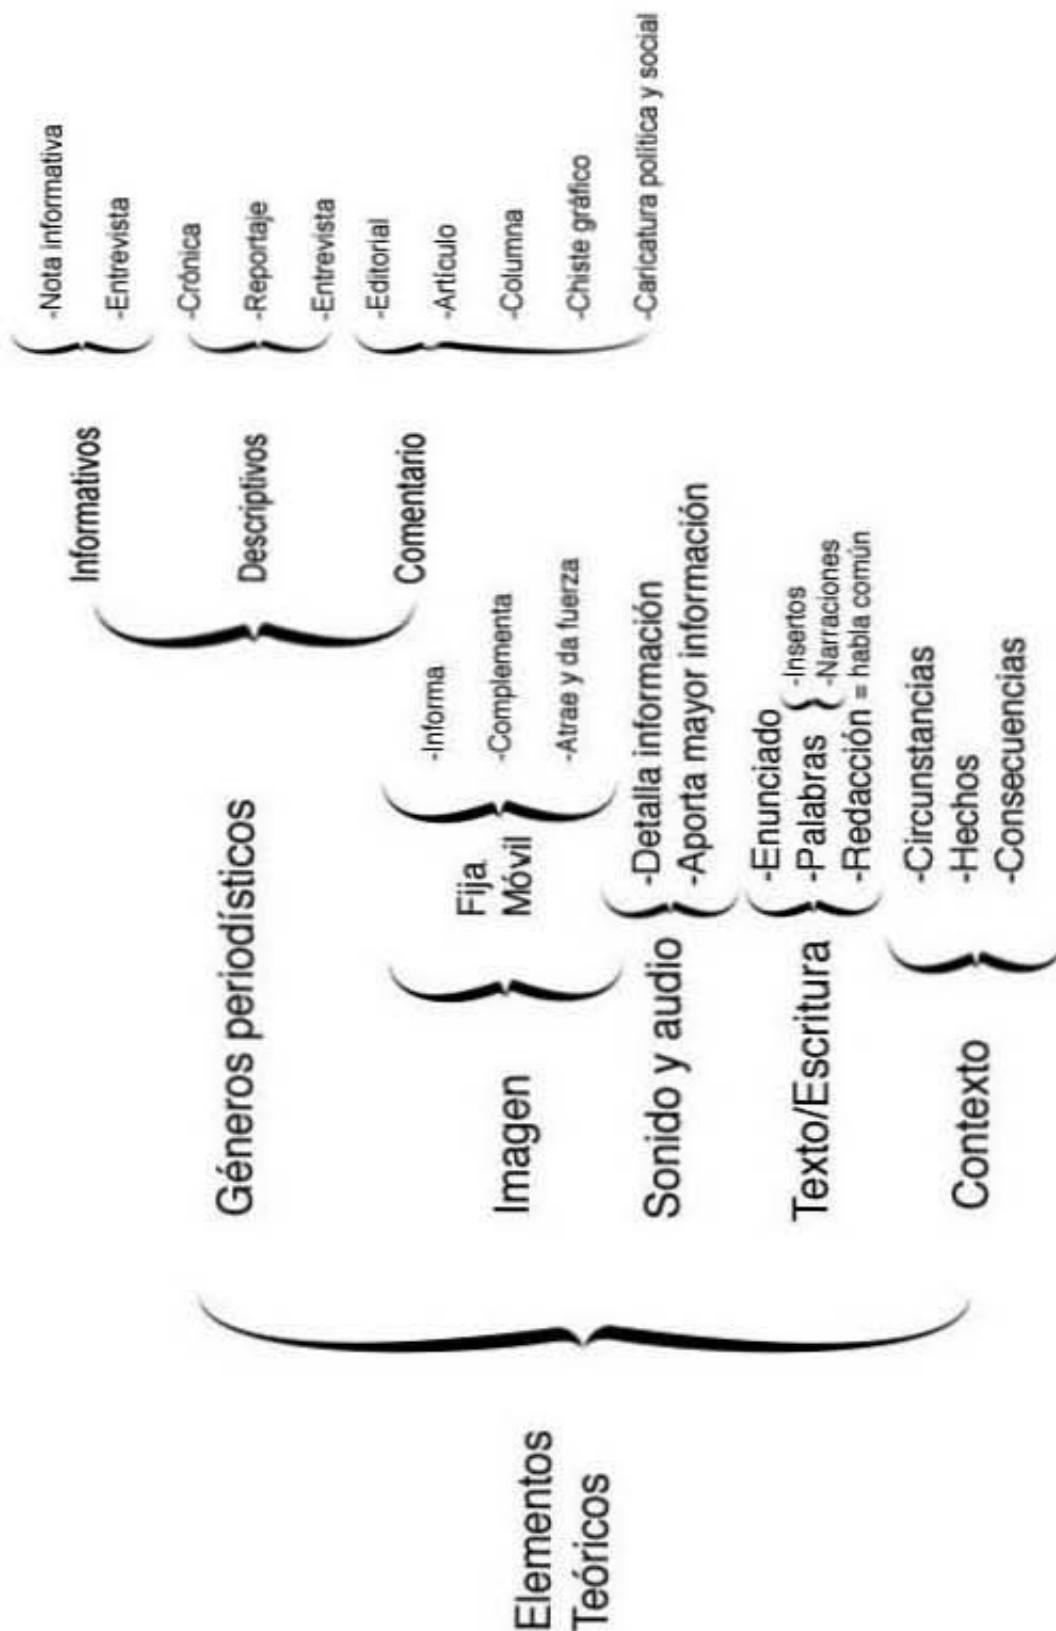 Elementos
Teóricos
Géneros periodísticos
Informativos
-Nota informativa
-Entrevista
Descriptivos
-Crónica
-Reportaje
-Entrevista
Comentario
-Editorial
-Artículo
-Columna
-Chiste gráfico
-Caricatura política y social
Imagen
Fija
Móvil
-Informa
-Complementa
-Atrae y da fuerza
Sonido y audio
-Detalla información
-Aporta mayor información
Texto/Escritura
-Enunciado
-Palabras
-Insertos
-Narraciones
-Redacción = habla común
Contexto
-Circunstancias
-Hechos
-Consecuencias